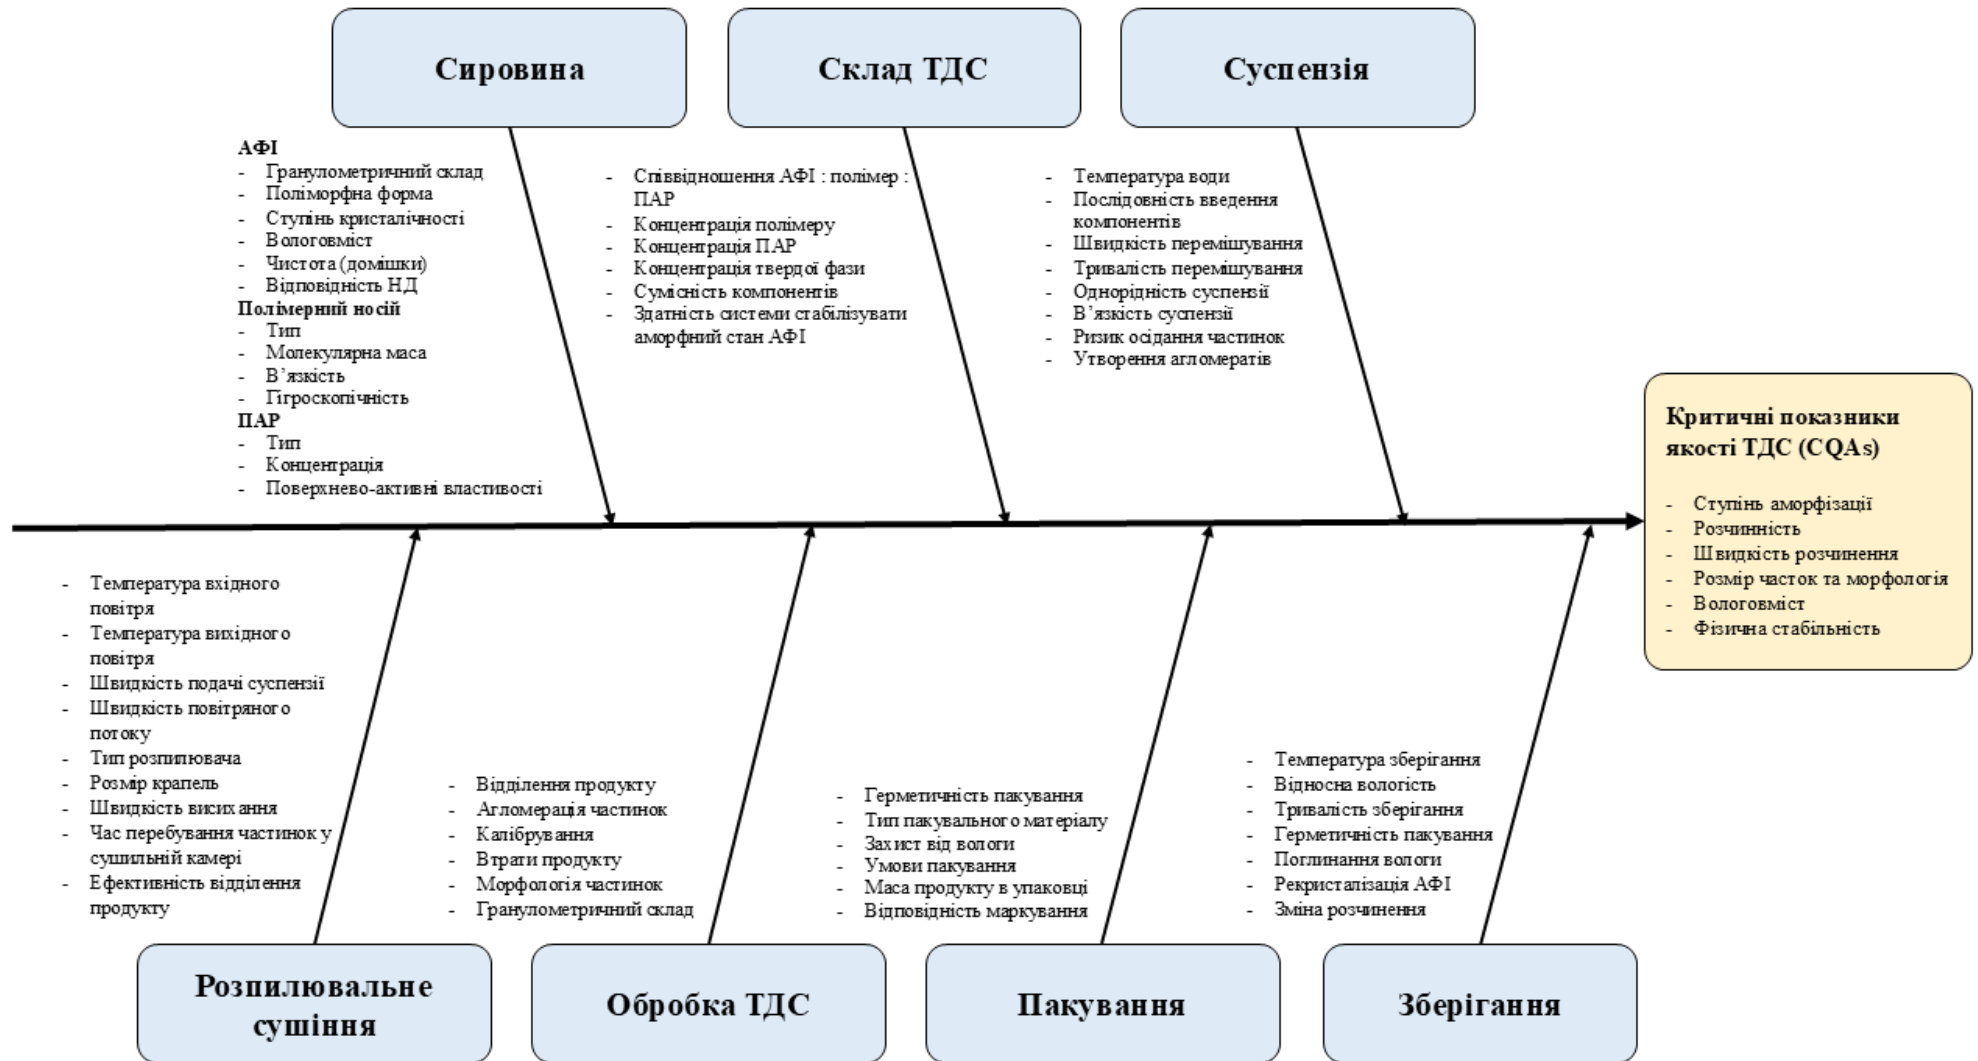 Сировина
Склад ТДС
Суспензія
АФІ
- Гранулометричний склад
- Поліморфна форма
- Ступінь кристалічності
- Вологовміст
- Чистота (домішки)
- Відповідність НД
Полімерний носій
- Тип
- Молекулярна маса
- В’язкість
- Гігроскопічність
ПАР
- Тип
- Концентрація
- Поверхнево-активні властивості
- Співвідношення АФІ : полімер :
ПАР
- Концентрація полімеру
- Концентрація ПАР
- Концентрація твердої фази
- Сумісність компонентів
- Здатність системи стабілізувати
аморфний стан АФІ
- Температура води
- Послідовність введення
компонентів
- Швидкість перемішування
- Тривалість перемішування
- Однорідність суспензії
- В’язкість суспензії
- Ризик осідання частинок
- Утворення агломератів
Критичні показники
якості ТДС (CQAs)
- Ступінь аморфізації
- Розчинність
- Швидкість розчинення
- Розмір часток та морфологія
- Вологовміст
- Фізична стабільність
- Температура вхідного
повітря
- Температура вихідного
повітря
- Швидкість подачі суспензії
- Швидкість повітряного
потоку
- Тип розпилювача
- Розмір крапель
- Швидкість висихання
- Час перебування частинок у
сушильній камері
- Ефективність відділення
продукту
- Відділення продукту
- Агломерація частинок
- Калібрування
- Втрати продукту
- Морфологія частинок
- Гранулометричний склад
- Герметичність пакування
- Тип пакувального матеріалу
- Захист від вологи
- Умови пакування
- Маса продукту в упаковці
- Відповідність маркування
- Температура зберігання
- Відносна вологість
- Тривалість зберігання
- Герметичність пакування
- Поглинання вологи
- Рекристалізація АФІ
- Зміна розчинення
Розпилювальне
сушіння
Обробка ТДС
Пакування
Зберігання